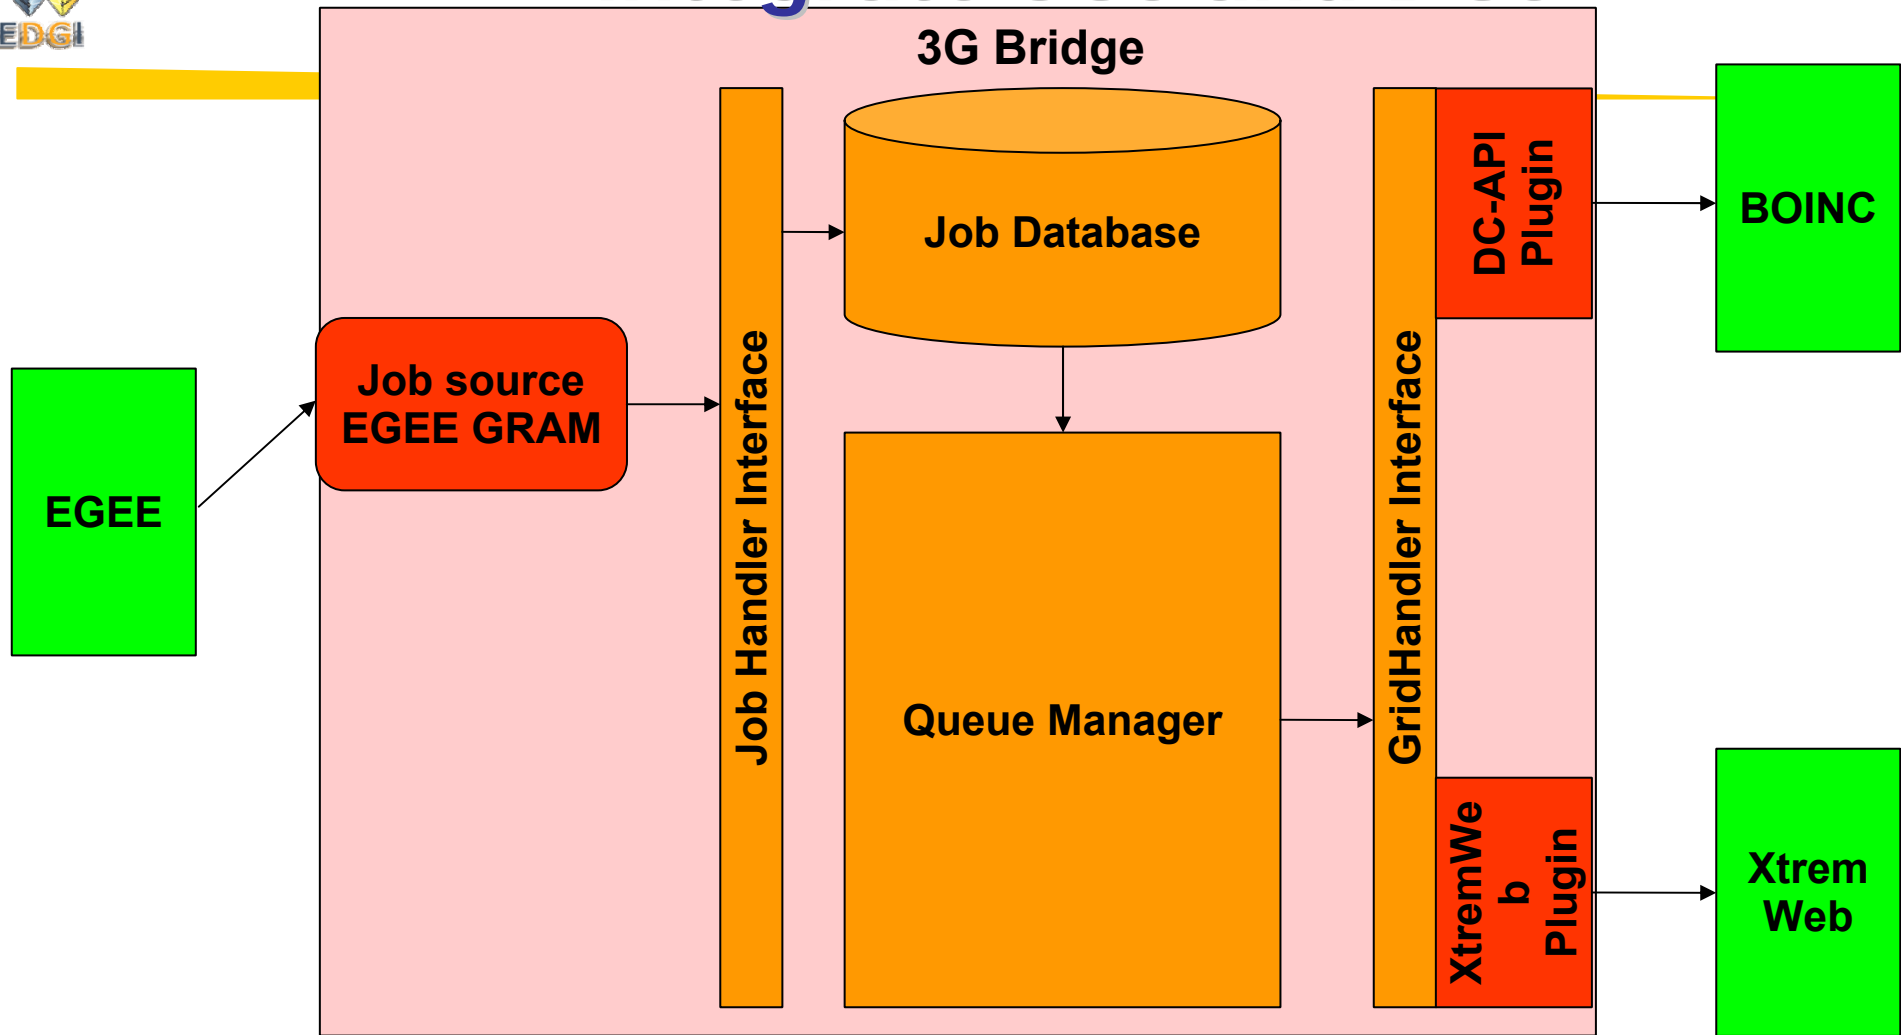 EDGI
3G Bridge
EGEE
Job source
EGEE GRAM
Job Handler Interface
Job Database
Queue Manager
GridHandler Interface
DC-API
Plugin
XtremWe
b
Plugin
BOINC
Xtrem
Web